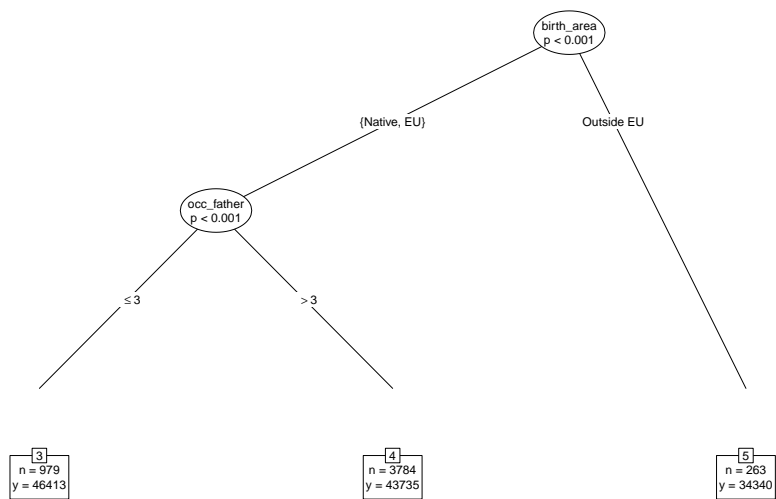 birth_area
p < 0.001
{Native, EU}
Outside EU
occ_father
p < 0.001
≤ 3
> 3
3
n = 979
y = 46413
4
n = 3784
y = 43735
5
n = 263
y = 34340